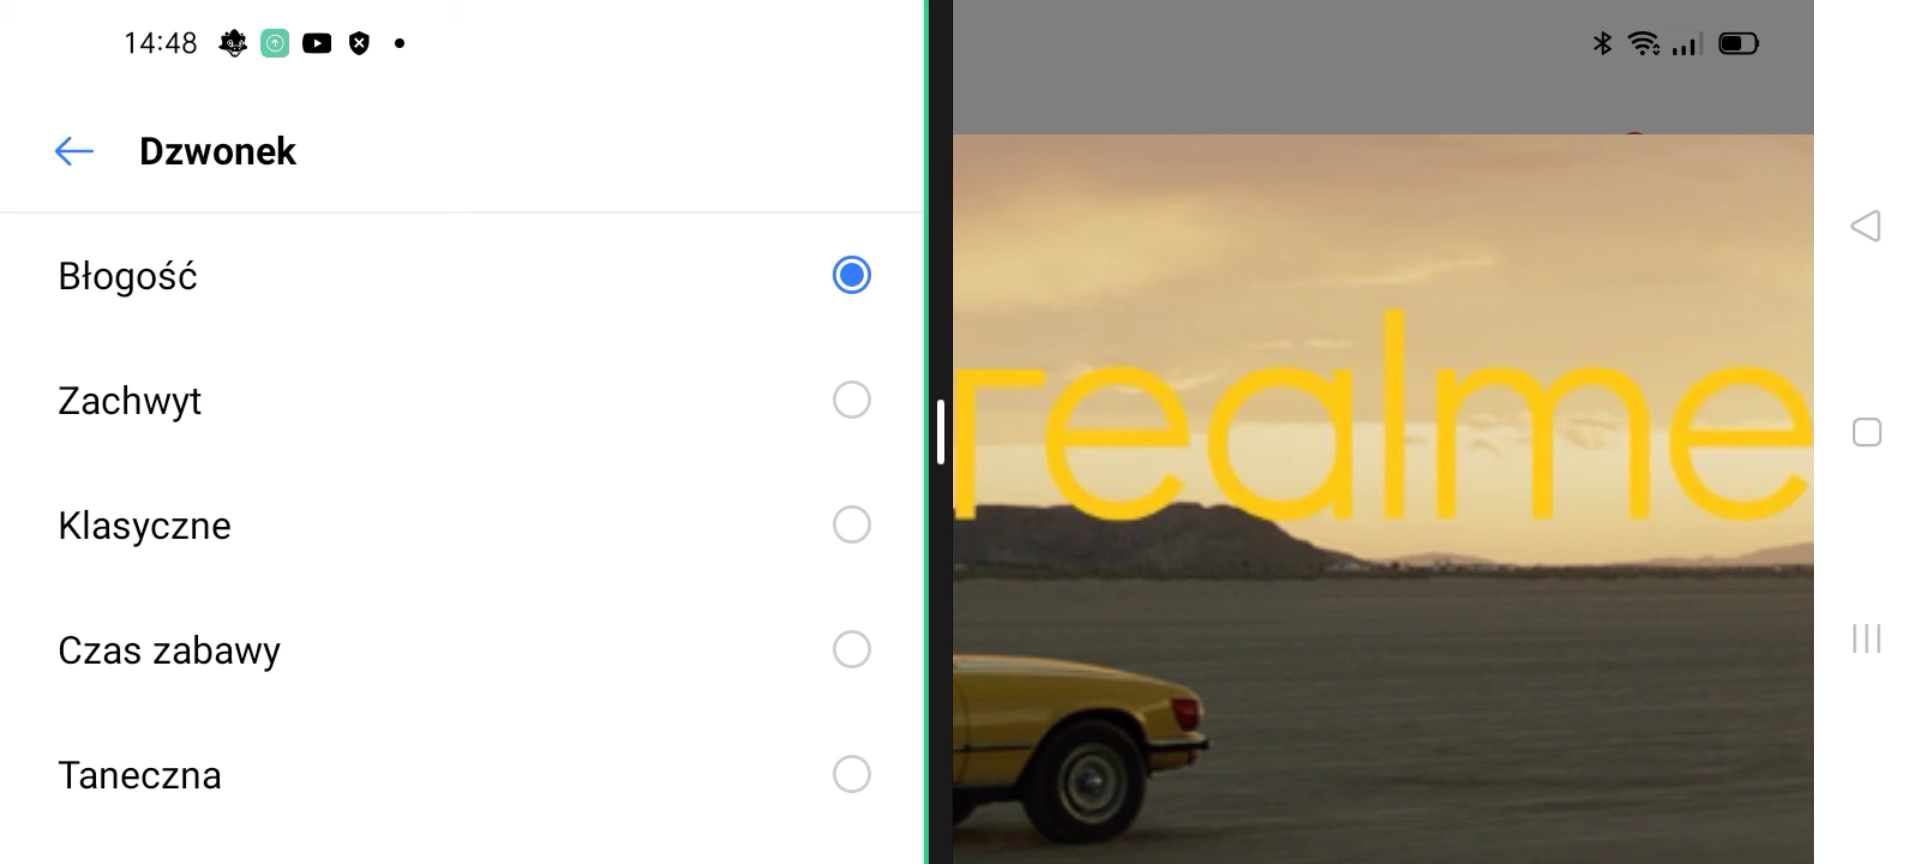 14:48
Dzwonek
Błogość
Zachwyt
Klasyczne
Czas zabawy
Taneczna
realme